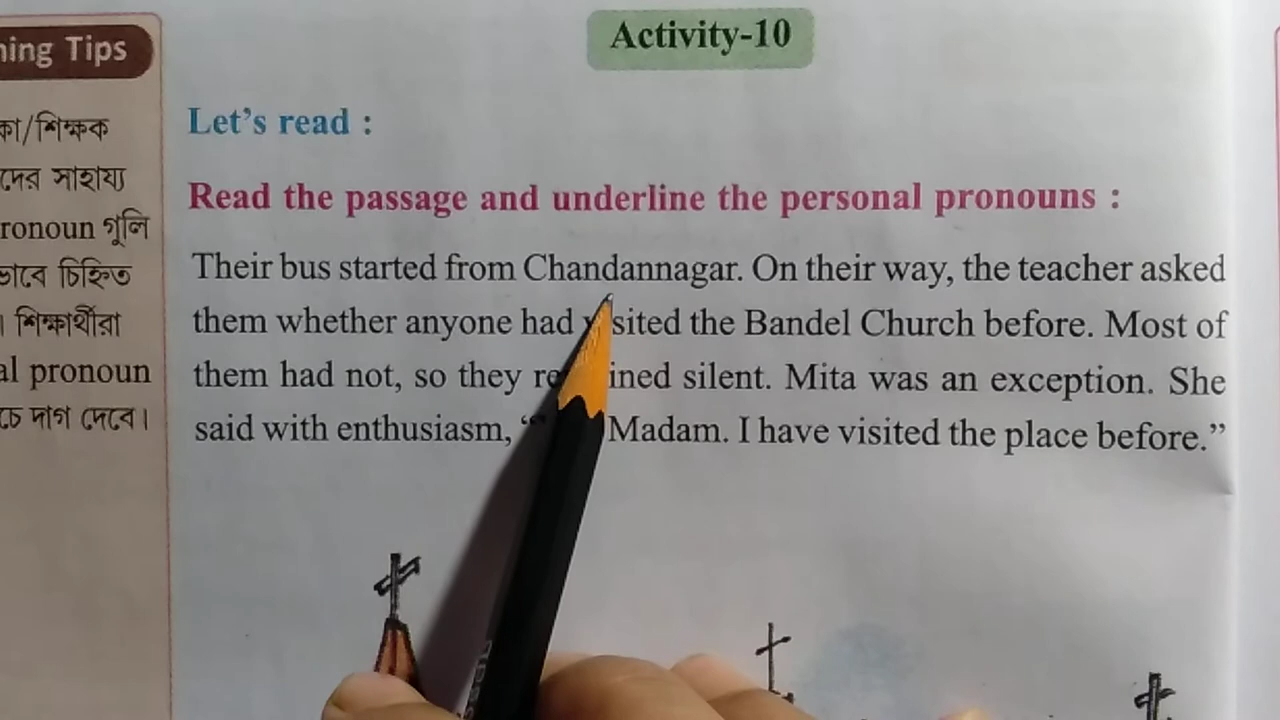 Activity-10
ning Tips
Let's read :
কা/শিক্ষক
দের সাহায্য
Read the passage and underline the personal pronouns :
ronoun গুলি
Their bus started from Chandannagar. On their way, the teacher asked
ভাবে চিহ্নিত
them whether anyone had visited the Bandel Church before. Most of
। শিক্ষার্থীরা
them had not, so they ined silent. Mita was an exception. She
al pronoun
চে দাগ দেবে।
said with enthusiasm, “ Madam. I have visited the place before.”